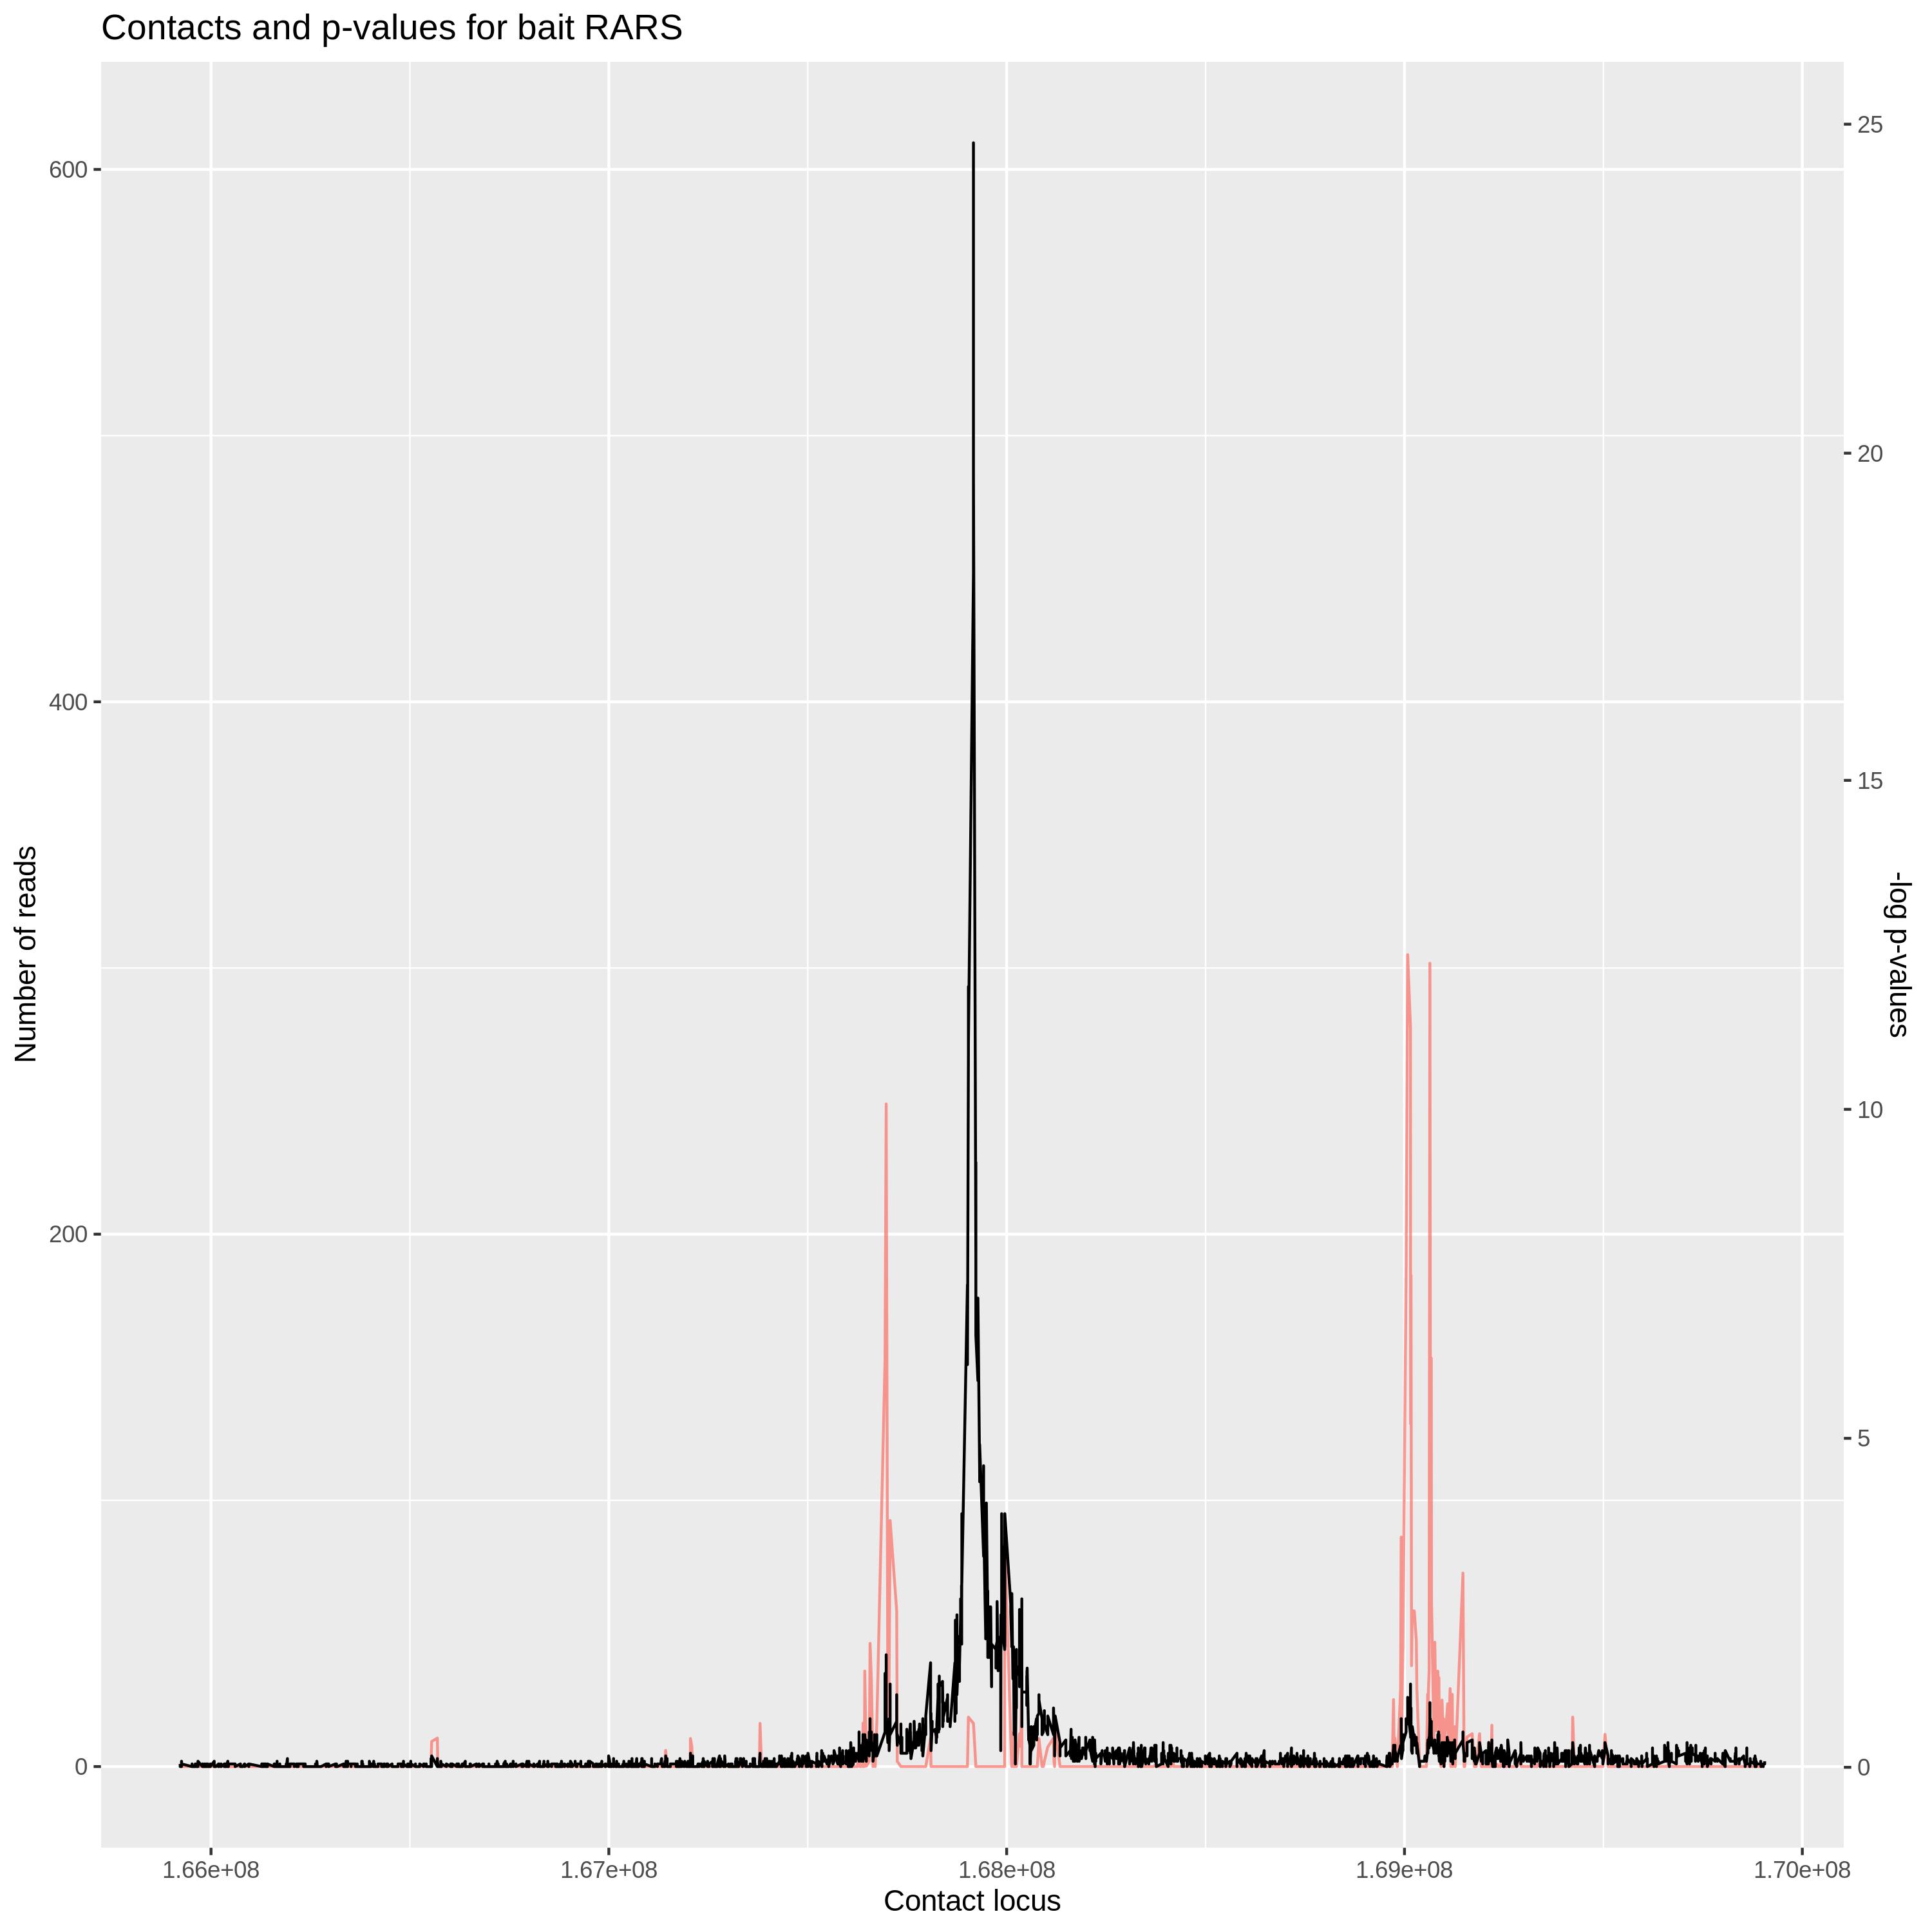 Contacts and p-values for bait RARS
Number of reads
600
400
200
0
25
20
15
10
5
0
-log p-values
1.66e+08
1.67e+08
1.68e+08
1.69e+08
1.70e+08
Contact locus